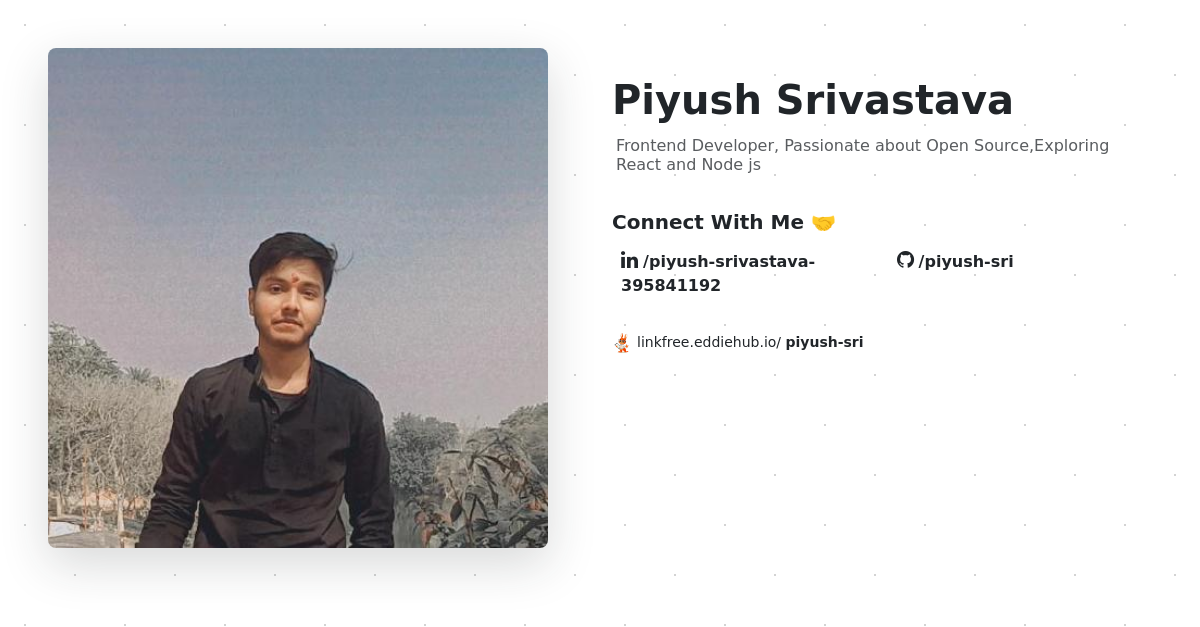 Piyush Srivastava
Frontend Developer, Passionate about Open Source,Exploring
React and Node js
Connect With Me 🤝
/piyush-srivastava-
395841192
/piyush-sri
linkfree.eddiehub.io/ piyush-sri